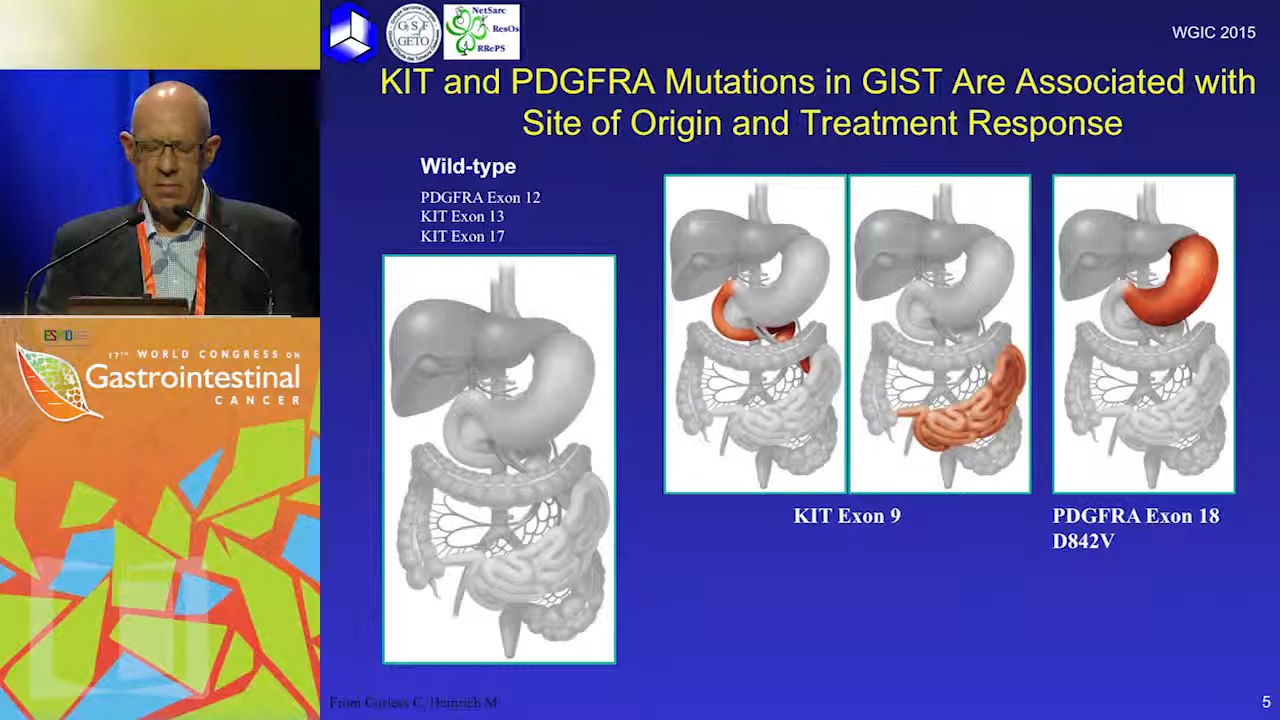 NetSarc
ResOs
RRePS
GSF
GETO
WGIC 2015
KIT and PDGFRA Mutations in GIST Are Associated with
Site of Origin and Treatment Response
Wild-type
PDGFRA Exon 12
KIT Exon 13
KIT Exon 17
KIT Exon 9
PDGFRA Exon 18
D842V
From Corless C, Heinrich M
5
ESMO
17TH WORLD CONGRESS ON
Gastrointestinal
CANCER